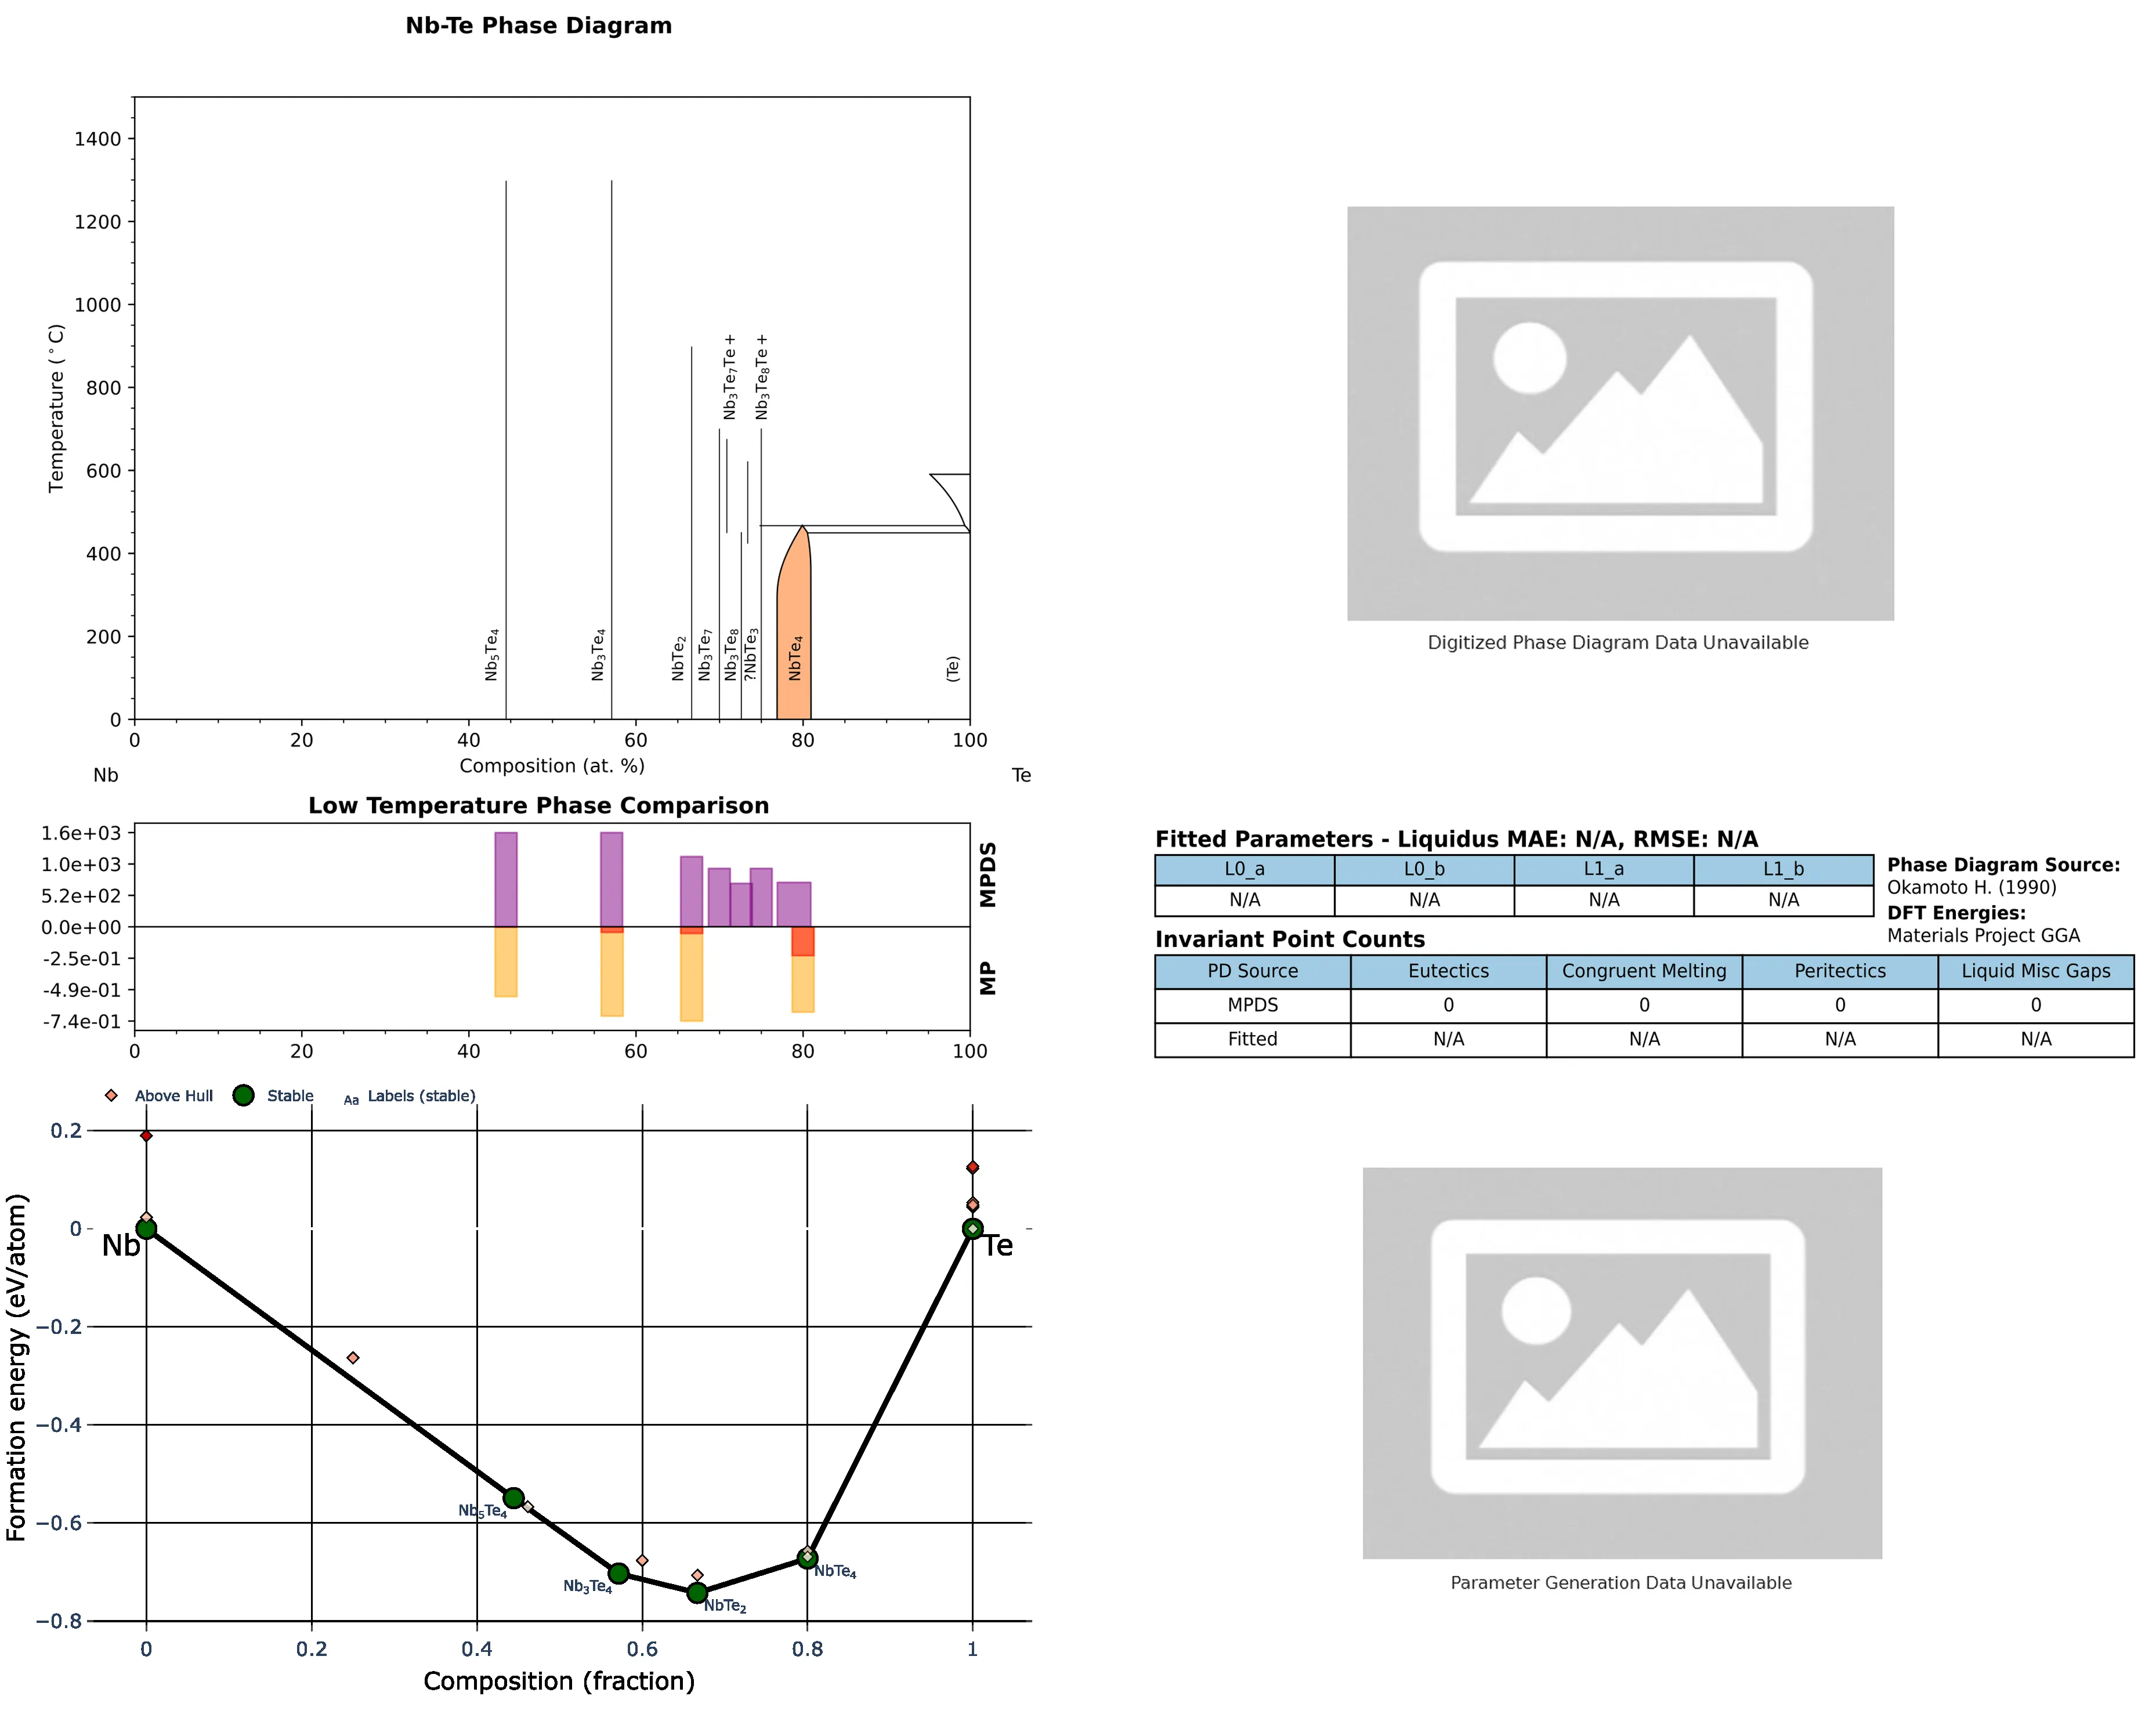 Nb-Te Phase Diagram
1400
1200
1000
800
600
400
200
0
Temperature (°C)
Nb₅Te₄
Nb₃Te₄
NbTe₂
Nb₃Te₇
Nb₃Te₈
?NbTe₃
NbTe₄
(Te)
Nb₃Te₇Te +
Nb₃Te₈Te +
0 20 40 60 80 100
Composition (at. %)
Nb Te
Digitized Phase Diagram Data Unavailable
Low Temperature Phase Comparison
1.6e+03
1.0e+03
5.2e+02
0.0e+00
-2.5e-01
-4.9e-01
-7.4e-01
MPDS
MP
0 20 40 60 80 100
Fitted Parameters - Liquidus MAE: N/A, RMSE: N/A
L0_a L0_b L1_a L1_b
N/A N/A N/A N/A
Phase Diagram Source:
Okamoto H. (1990)
DFT Energies:
Materials Project GGA
Invariant Point Counts
PD Source Eutectics Congruent Melting Peritectics Liquid Misc Gaps
MPDS 0 0 0 0
Fitted N/A N/A N/A N/A
Above Hull Stable Aa Labels (stable)
0.2
0
−0.2
−0.4
−0.6
−0.8
Formation energy (eV/atom)
Nb
Te
Nb₅Te₄
Nb₃Te₄
NbTe₂
NbTe₄
0 0.2 0.4 0.6 0.8 1
Composition (fraction)
Parameter Generation Data Unavailable